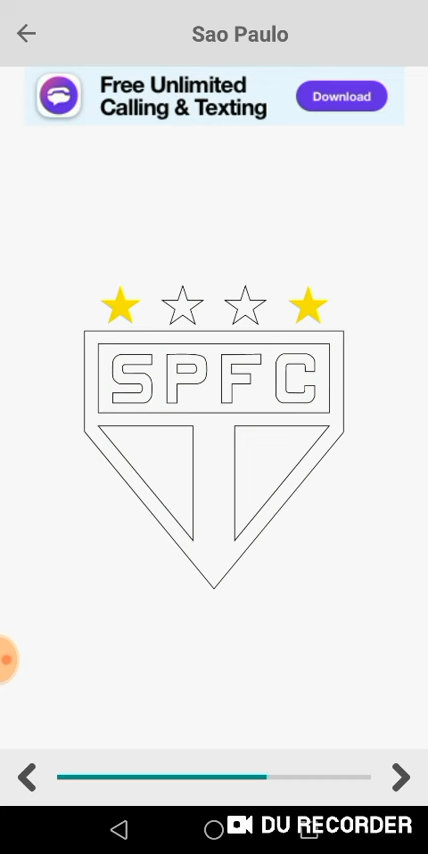 Sao Paulo
Free Unlimited
Calling & Texting
Download
SPFC
DU RECORDER